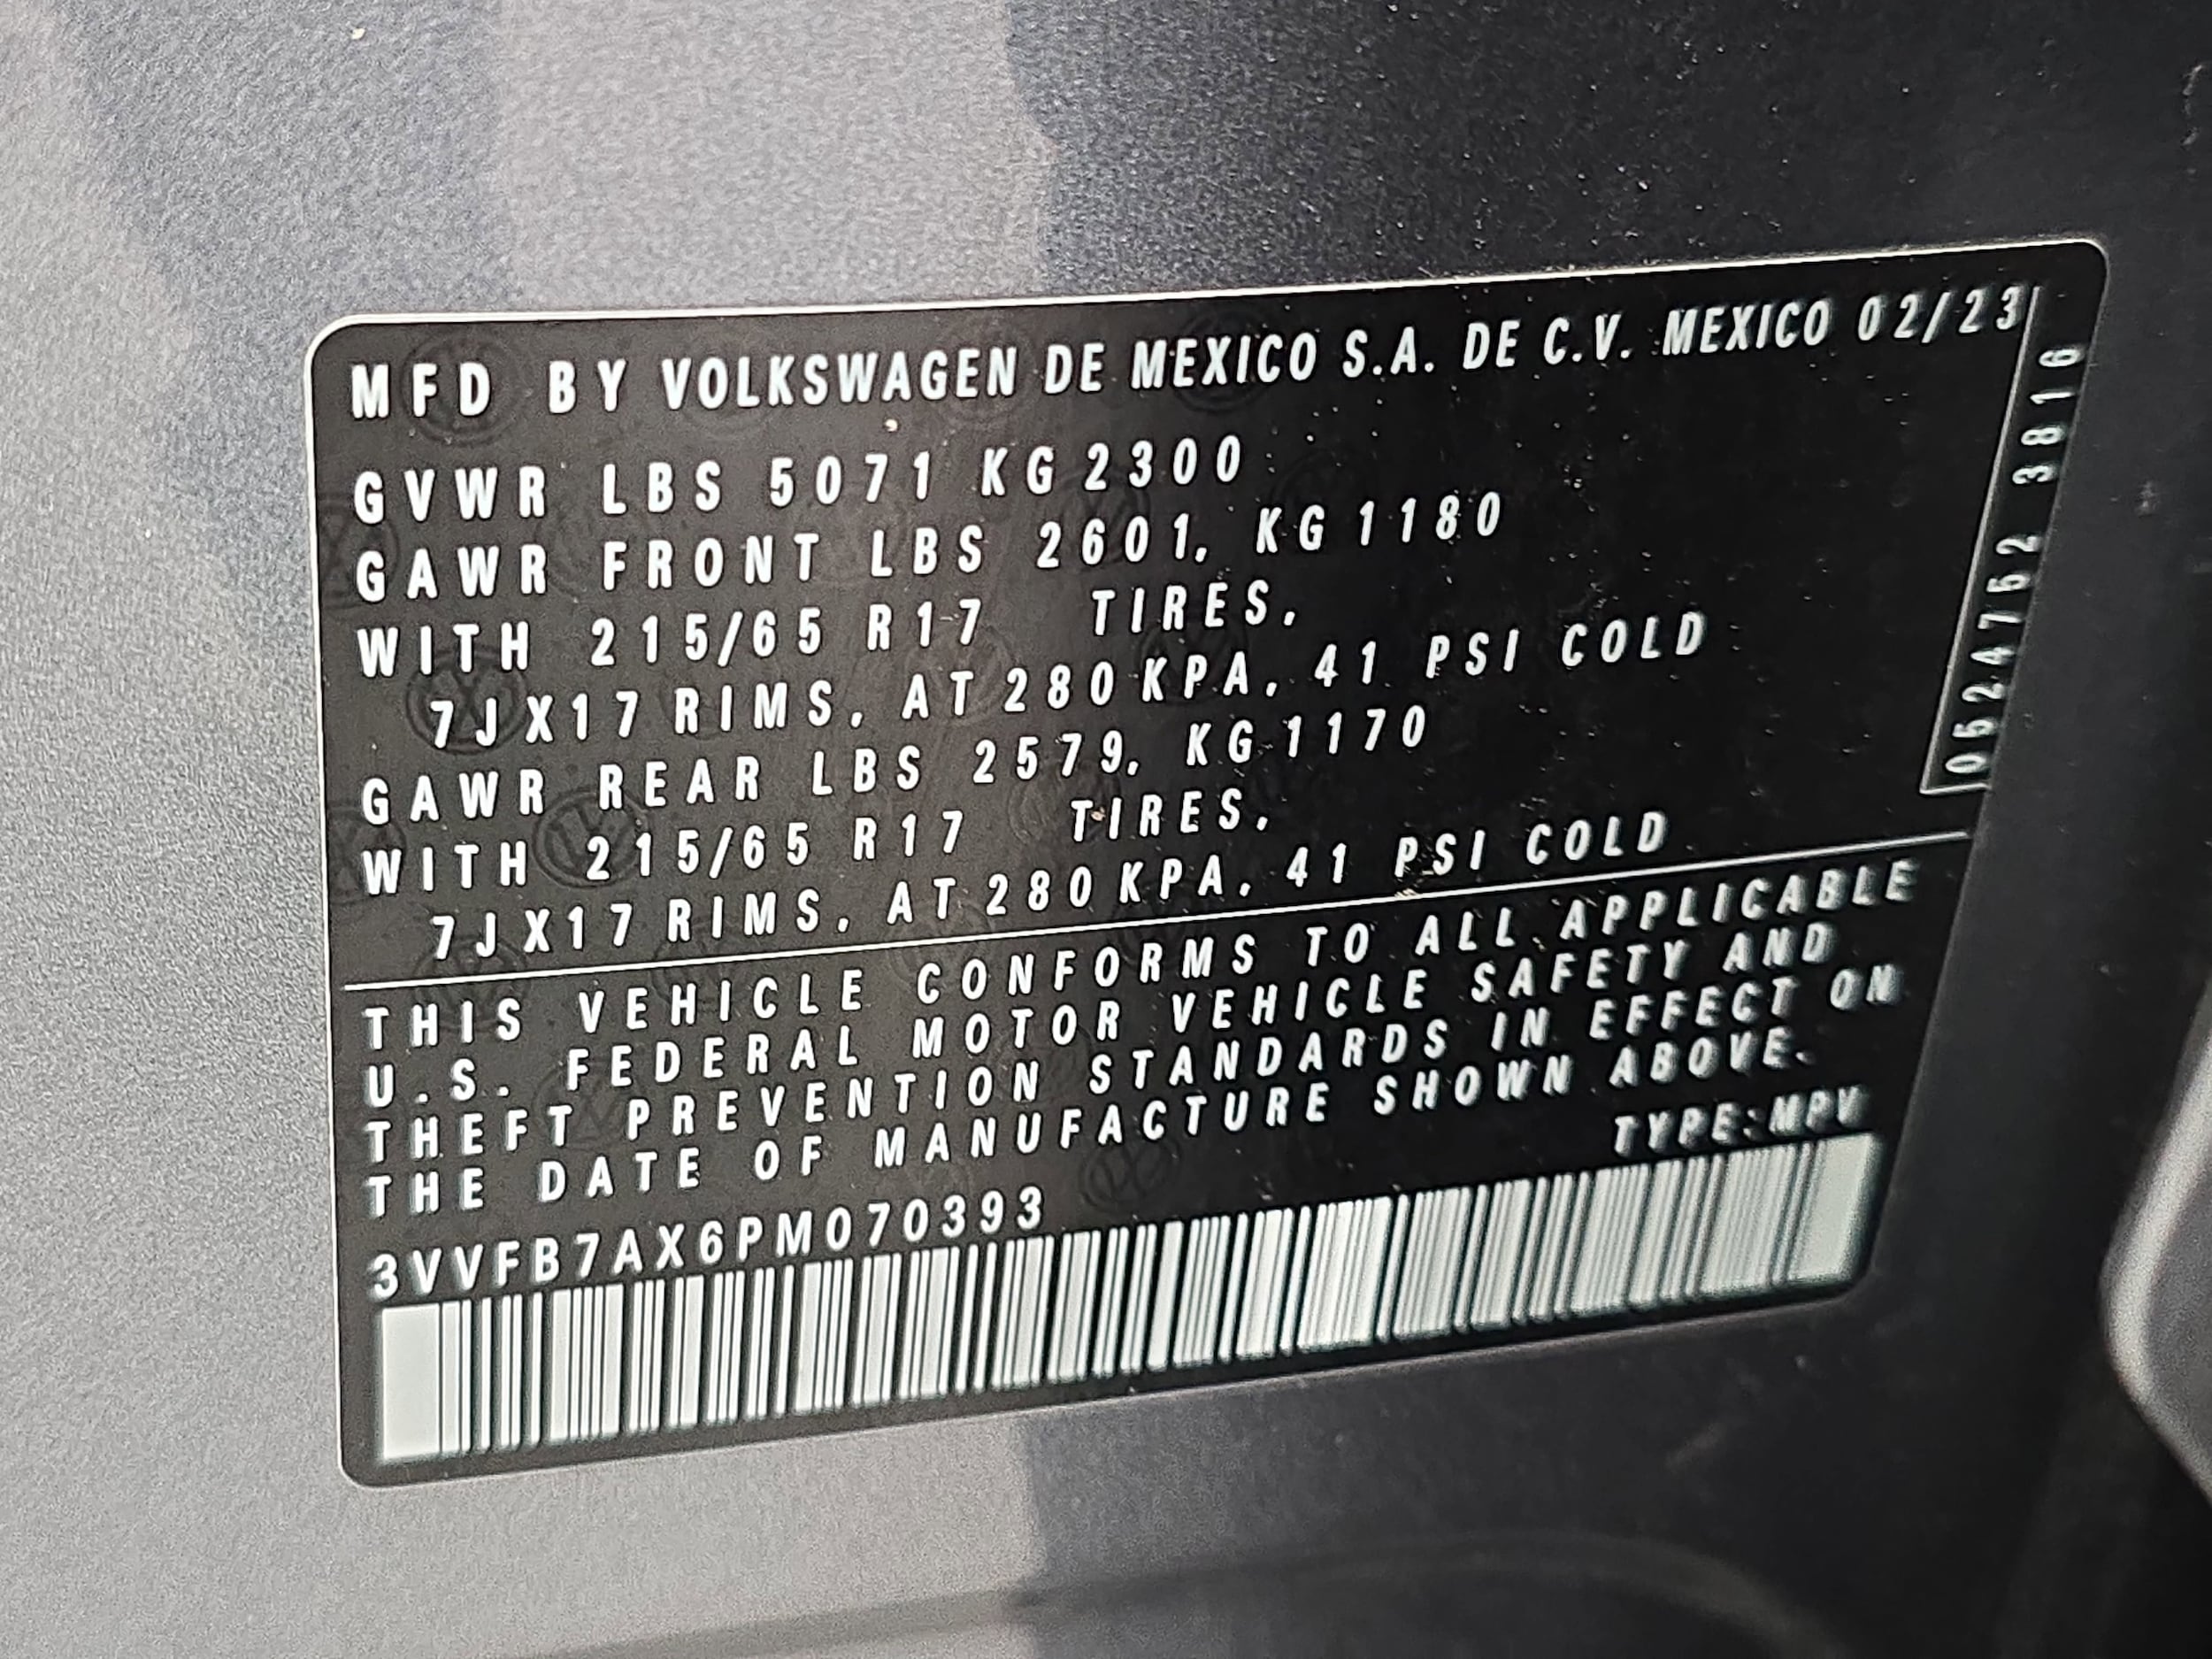 MFD BY VOLKSWAGEN DE MEXICO S.A. DE C.V. MEXICO 02/23
GVWR LBS 5071 KG 2300
GAWR FRONT LBS 2601, KG 1180
WITH 215/65 R17 TIRES,
7JX17 RIMS, AT 280 KPA, 41 PSI COLD
GAWR REAR LBS 2579, KG 1170
WITH 215/65 R17 TIRES,
7JX17 RIMS, AT 280 KPA, 41 PSI COLD
THIS VEHICLE CONFORMS TO ALL APPLICABLE
U.S. FEDERAL MOTOR VEHICLE SAFETY AND
THEFT PREVENTION STANDARDS IN EFFECT ON
THE DATE OF MANUFACTURE SHOWN ABOVE.
TYPE:MPV
3VVFB7AX6PM070393
0524752 3816